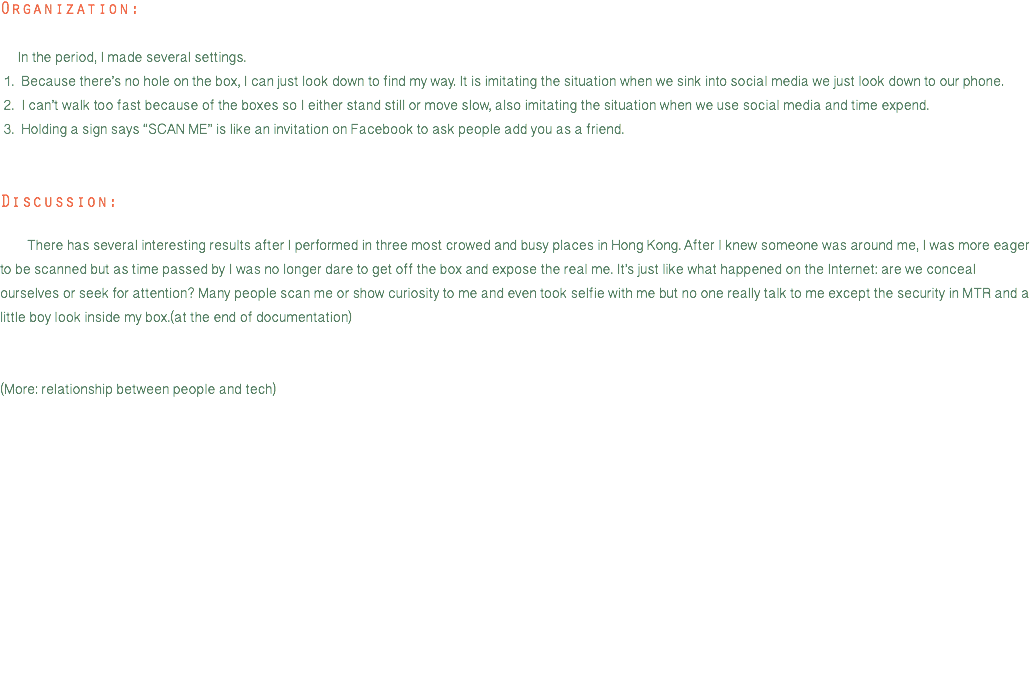 Organization:
In the period, I made several settings.
1. Because there's no hole on the box, I can just look down to find my way. It is imitating the situation when we sink into social media we just look down to our phone.
2. I can't walk too fast because of the boxes so I either stand still or move slow, also imitating the situation when we use social media and time expend.
3. Holding a sign says “SCAN ME” is like an invitation on Facebook to ask people add you as a friend.
Discussion:
There has several interesting results after I performed in three most crowed and busy places in Hong Kong. After I knew someone was around me, I was more eager
to be scanned but as time passed by I was no longer dare to get off the box and expose the real me. It's just like what happened on the Internet: are we conceal
ourselves or seek for attention? Many people scan me or show curiosity to me and even took selfie with me but no one really talk to me except the security in MTR and a
little boy look inside my box.(at the end of documentation)
(More: relationship between people and tech)